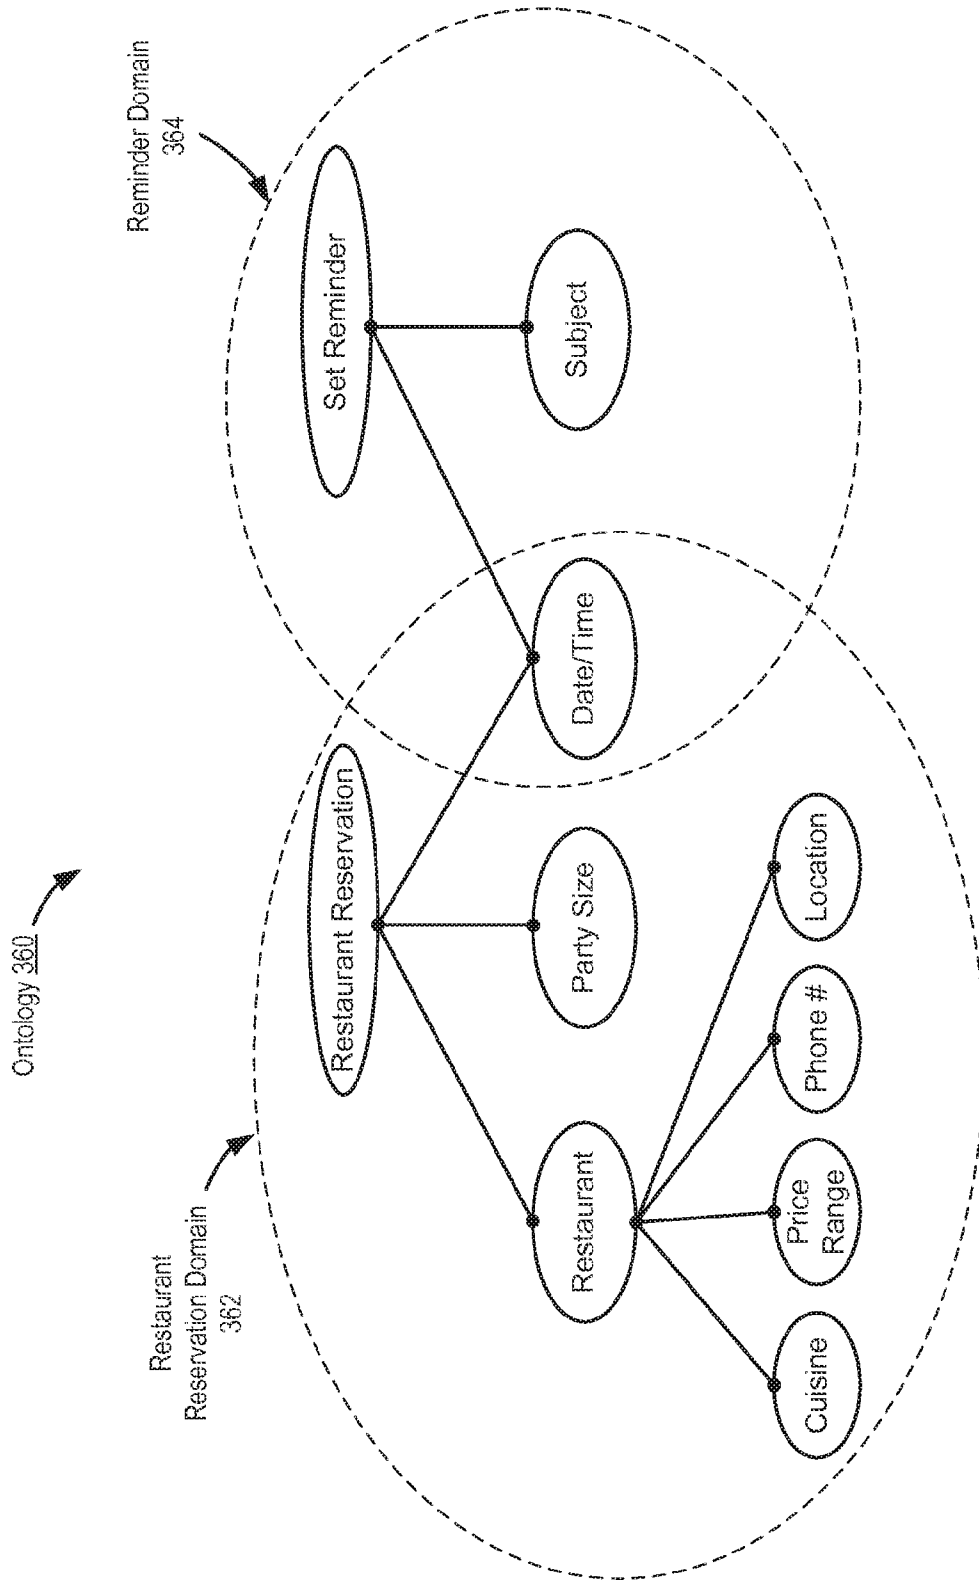 Ontology 360
Restaurant
Reservation Domain
362
Reminder Domain
364
Restaurant Reservation
Set Reminder
Restaurant
Party Size
Date/Time
Subject
Cuisine
Price
Range
Phone #
Location